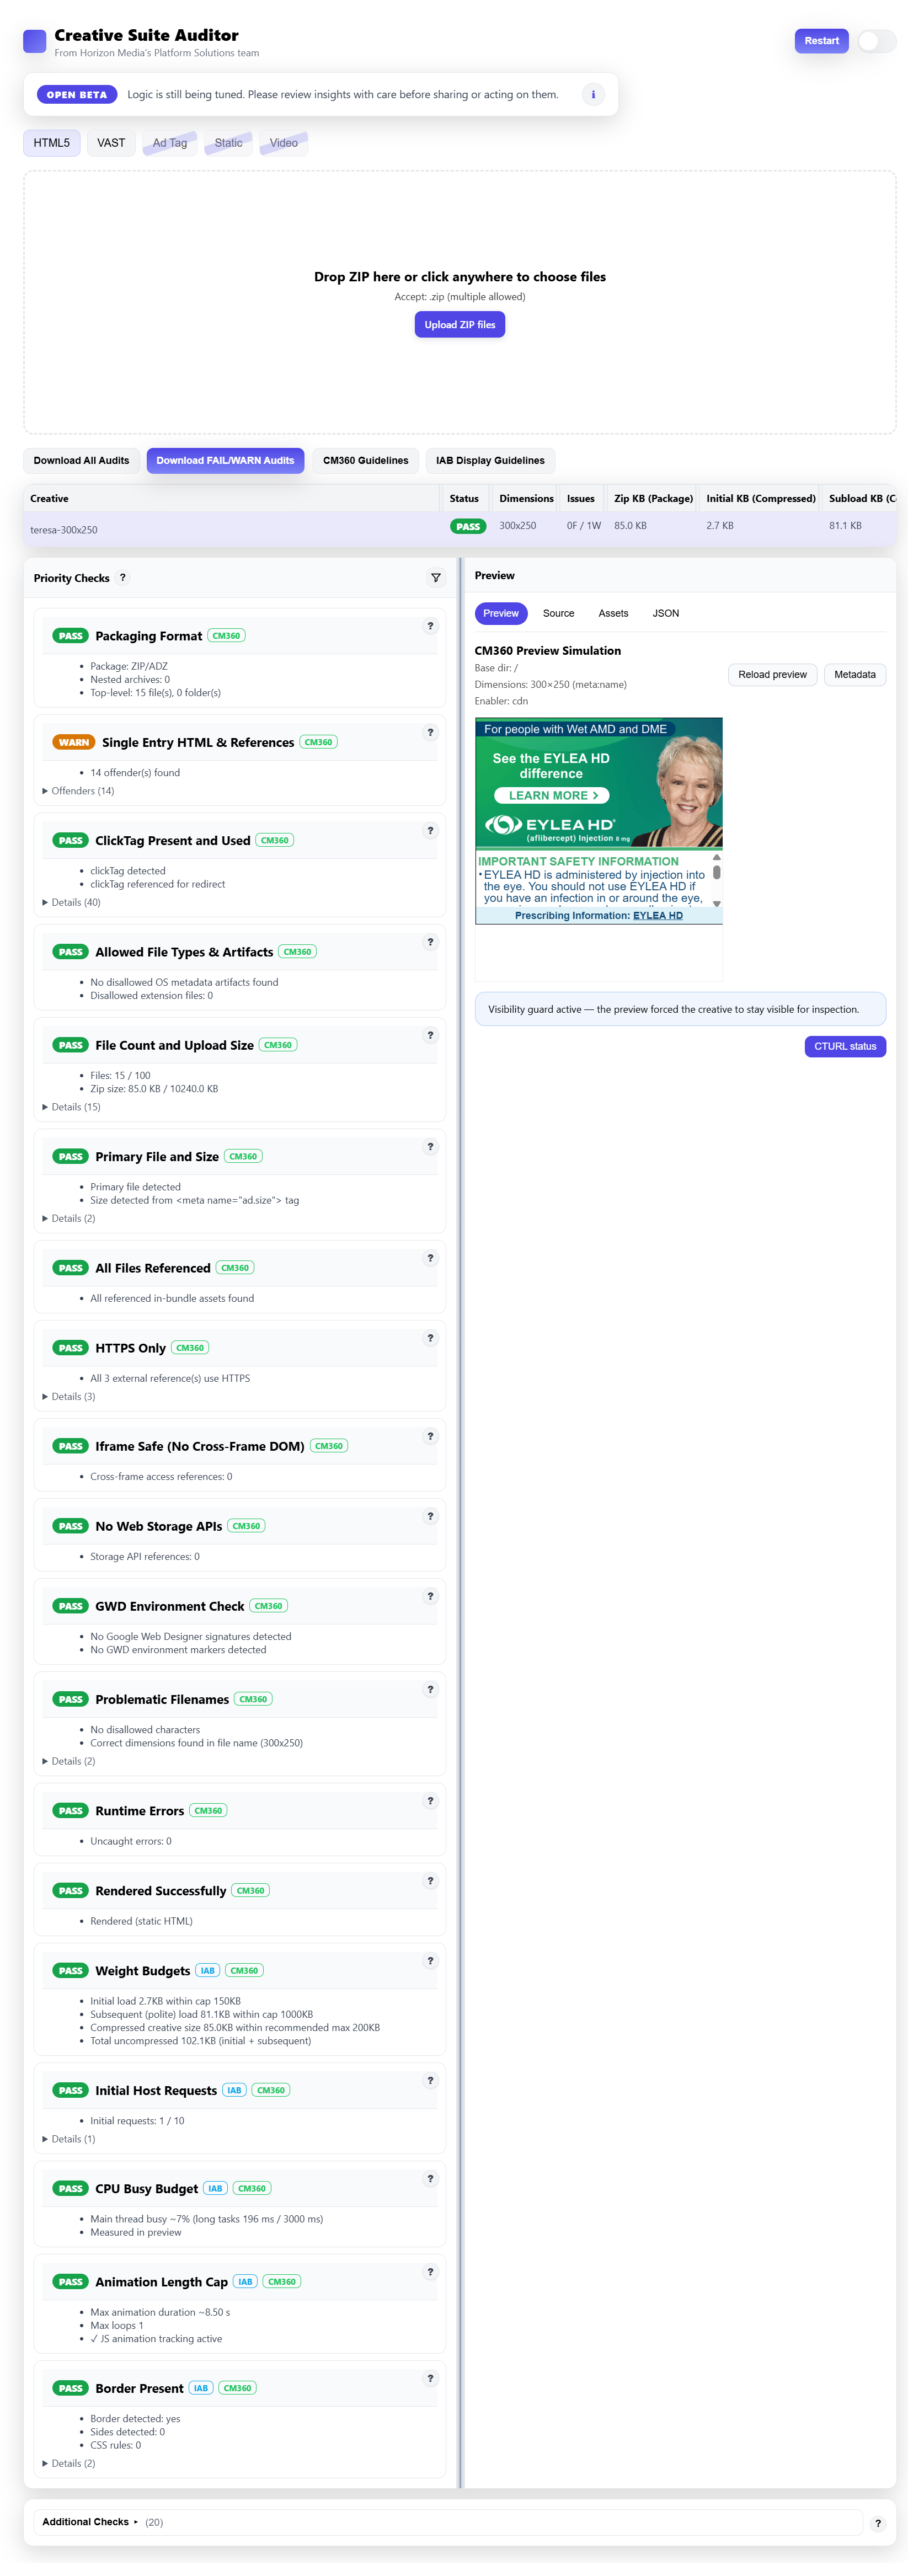 Creative Suite Auditor
From Horizon Media's Platform Solutions team
Restart
OPEN BETA
Logic is still being tuned. Please review insights with care before sharing or acting on them.
i
HTML5
VAST
Ad Tag
Static
Video
Drop ZIP here or click anywhere to choose files
Accept: .zip (multiple allowed)
Upload ZIP files
Download All Audits
Download FAIL/WARN Audits
CM360 Guidelines
IAB Display Guidelines
Creative Status Dimensions Issues Zip KB (Package) Initial KB (Compressed) Subload KB (C
teresa-300x250 PASS 300x250 0F / 1W 85.0 KB 2.7 KB 81.1 KB
Priority Checks ?
PASS Packaging Format CM360 ?
• Package: ZIP/ADZ
• Nested archives: 0
• Top-level: 15 file(s), 0 folder(s)
WARN Single Entry HTML & References CM360 ?
• 14 offender(s) found
▶ Offenders (14)
PASS ClickTag Present and Used CM360 ?
• clickTag detected
• clickTag referenced for redirect
▶ Details (40)
PASS Allowed File Types & Artifacts CM360 ?
• No disallowed OS metadata artifacts found
• Disallowed extension files: 0
PASS File Count and Upload Size CM360 ?
• Files: 15 / 100
• Zip size: 85.0 KB / 10240.0 KB
▶ Details (15)
PASS Primary File and Size CM360 ?
• Primary file detected
• Size detected from <meta name="ad.size"> tag
▶ Details (2)
PASS All Files Referenced CM360 ?
• All referenced in-bundle assets found
PASS HTTPS Only CM360 ?
• All 3 external reference(s) use HTTPS
▶ Details (3)
PASS Iframe Safe (No Cross-Frame DOM) CM360 ?
• Cross-frame access references: 0
PASS No Web Storage APIs CM360 ?
• Storage API references: 0
PASS GWD Environment Check CM360 ?
• No Google Web Designer signatures detected
• No GWD environment markers detected
PASS Problematic Filenames CM360 ?
• No disallowed characters
• Correct dimensions found in file name (300x250)
▶ Details (2)
PASS Runtime Errors CM360 ?
• Uncaught errors: 0
PASS Rendered Successfully CM360 ?
• Rendered (static HTML)
PASS Weight Budgets IAB CM360 ?
• Initial load 2.7KB within cap 150KB
• Subsequent (polite) load 81.1KB within cap 1000KB
• Compressed creative size 85.0KB within recommended max 200KB
• Total uncompressed 102.1KB (initial + subsequent)
PASS Initial Host Requests IAB CM360 ?
• Initial requests: 1 / 10
▶ Details (1)
PASS CPU Busy Budget IAB CM360 ?
• Main thread busy ~7% (long tasks 196 ms / 3000 ms)
• Measured in preview
PASS Animation Length Cap IAB CM360 ?
• Max animation duration ~8.50 s
• Max loops 1
• ✓ JS animation tracking active
PASS Border Present IAB CM360 ?
• Border detected: yes
• Sides detected: 0
• CSS rules: 0
▶ Details (2)
Preview
Preview
Source
Assets
JSON
CM360 Preview Simulation
Base dir: /
Dimensions: 300×250 (meta:name)
Enabler: cdn
Reload preview
Metadata
For people with Wet AMD and DME
See the EYLEA HD
difference
LEARN MORE >
EYLEA HD®
(aflibercept) Injection 8 mg
IMPORTANT SAFETY INFORMATION
• EYLEA HD is administered by injection into
the eye. You should not use EYLEA HD if
you have an infection in or around the eye,
Prescribing Information: EYLEA HD
Visibility guard active — the preview forced the creative to stay visible for inspection.
CTURL status
Additional Checks ‣ (20)
?